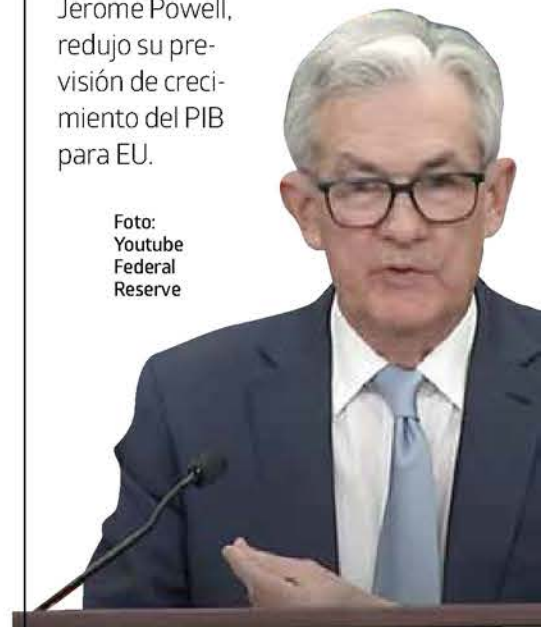 Jerome Powell,
redujo su pre-
visión de creci-
miento del PIB
para EU.
Foto:
Youtube
Federal
Reserve